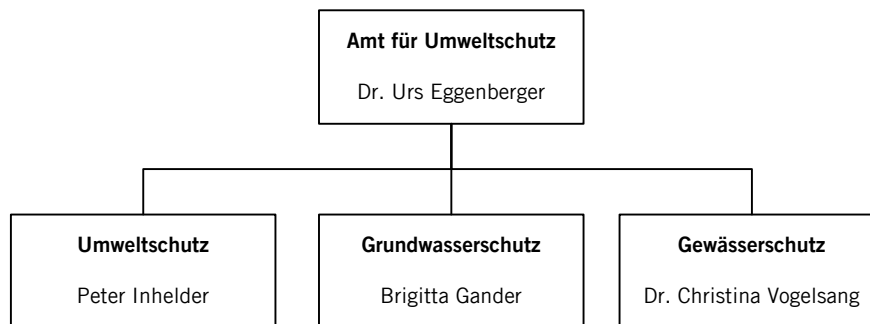 Amt für Umweltschutz
Dr. Urs Eggenberger
Umweltschutz
Peter Inhelder
Grundwasserschutz
Brigitta Gander
Gewässerschutz
Dr. Christina Vogelsang